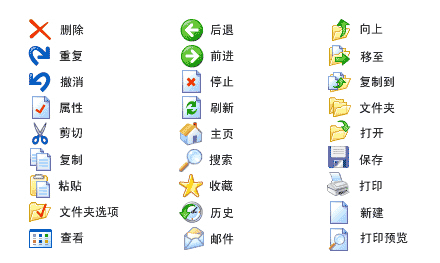 删除
重复
撤消
属性
剪切
复制
粘贴
文件夹选项
查看
后退
前进
停止
刷新
主页
搜索
收藏
历史
邮件
向上
移至
复制到
文件夹
打开
保存
打印
新建
打印预览